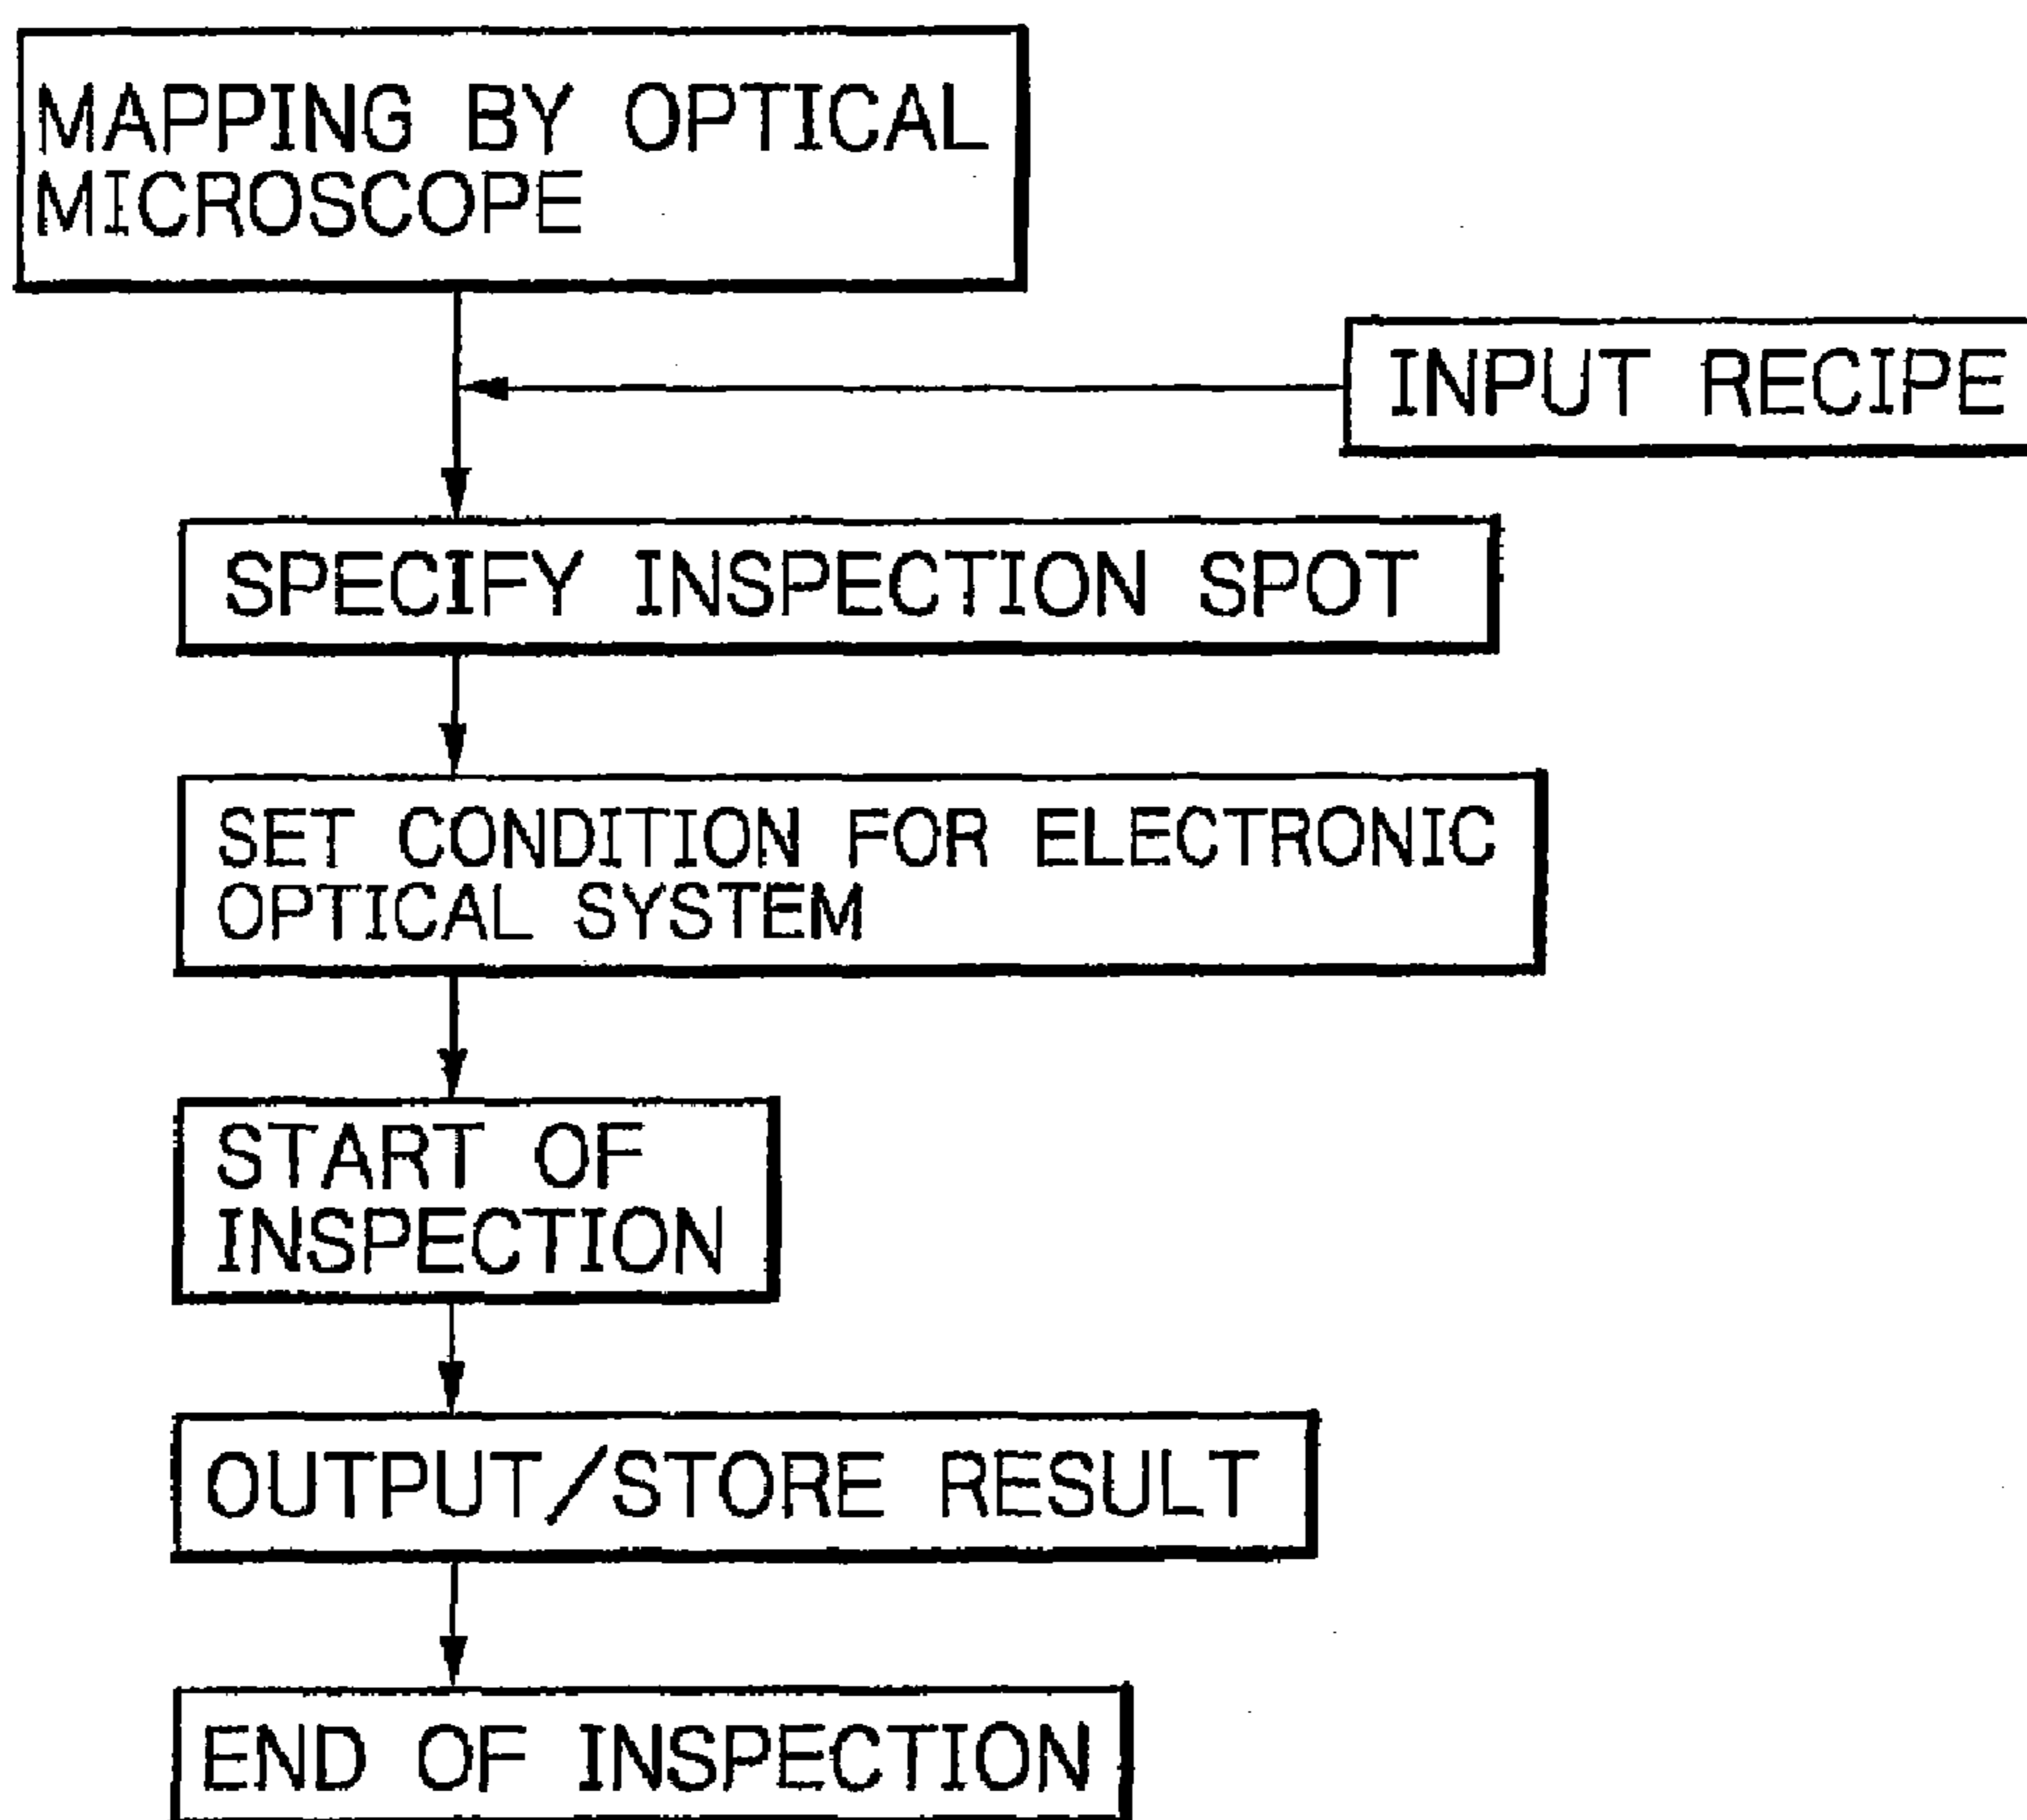 MAPPING BY OPTICAL
MICROSCOPE
INPUT RECIPE
SPECIFY INSPECTION SPOT
SET CONDITION FOR ELECTRONIC
OPTICAL SYSTEM
START OF
INSPECTION
OUTPUT/STORE RESULT
END OF INSPECTION